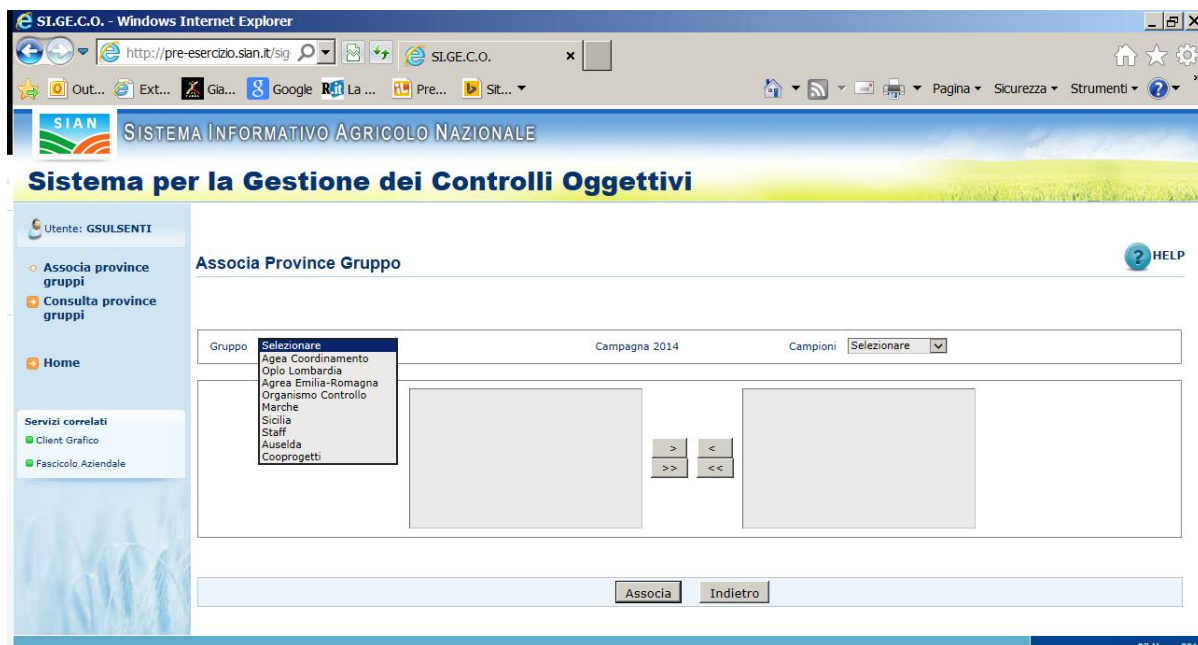 SI.GE.C.O. - Windows Internet Explorer
http://pre-esercizio.sian.it/sig
SI.GE.C.O.
Out... Ext... Gia... Google La ... Pre... Sit...
Pagina Sicurezza Strumenti
SIAN
SISTEMA INFORMATIVO AGRICOLO NAZIONALE
Sistema per la Gestione dei Controlli Oggettivi
Utente: GSULSENTI
Associa province gruppi
Consulta province gruppi
Home
Servizi correlati
Client Grafico
Fascicolo Aziendale
Associa Province Gruppo
HELP
Gruppo
Selezionare
Agea Coordinamento
Oplo Lombardia
Agrea Emilia-Romagna
Organismo Controllo
Marche
Sicilia
Staff
Auselda
Cooprogetti
Campagna 2014
Campioni Selezionare
> <
>> <<
Associa Indietro